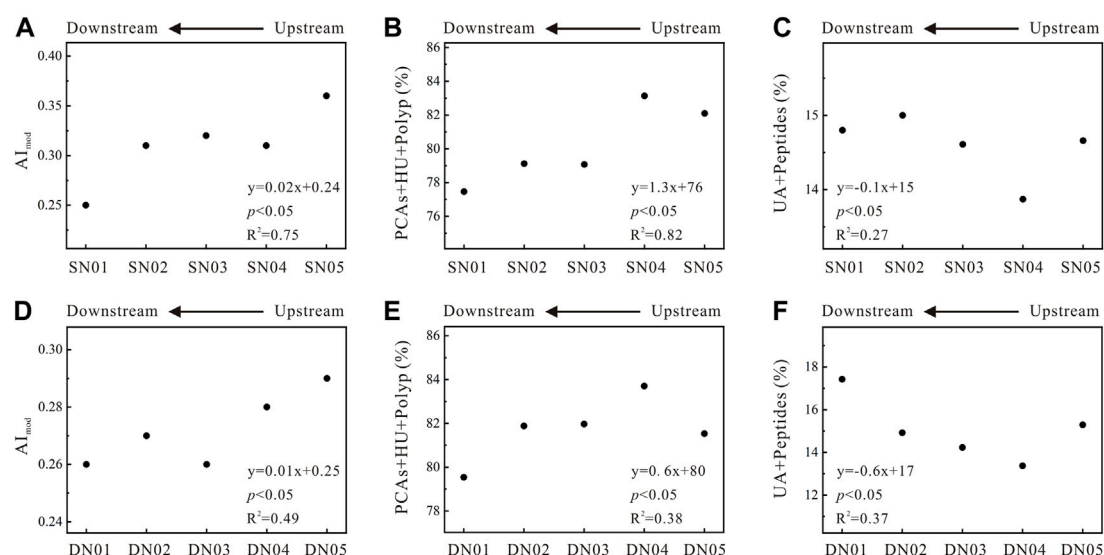 A
Downstream
Upstream
0.40
0.35
0.30
0.25
AImod
y=0.02x+0.24
p<0.05
R²=0.75
SN01 SN02 SN03 SN04 SN05
B
Downstream
Upstream
86
84
82
80
78
76
PCAs+HU+Polyp (%)
y=1.3x+76
p<0.05
R²=0.82
SN01 SN02 SN03 SN04 SN05
C
Downstream
Upstream
15
14
UA+Peptides (%)
y=-0.1x+15
p<0.05
R²=0.27
SN01 SN02 SN03 SN04 SN05
D
Downstream
Upstream
0.30
0.28
0.26
0.24
AImod
y=0.01x+0.25
p<0.05
R²=0.49
DN01 DN02 DN03 DN04 DN05
E
Downstream
Upstream
86
84
82
80
78
PCAs+HU+Polyp (%)
y=0.6x+80
p<0.05
R²=0.38
DN01 DN02 DN03 DN04 DN05
F
Downstream
Upstream
18
16
14
12
UA+Peptides (%)
y=-0.6x+17
p<0.05
R²=0.37
DN01 DN02 DN03 DN04 DN05